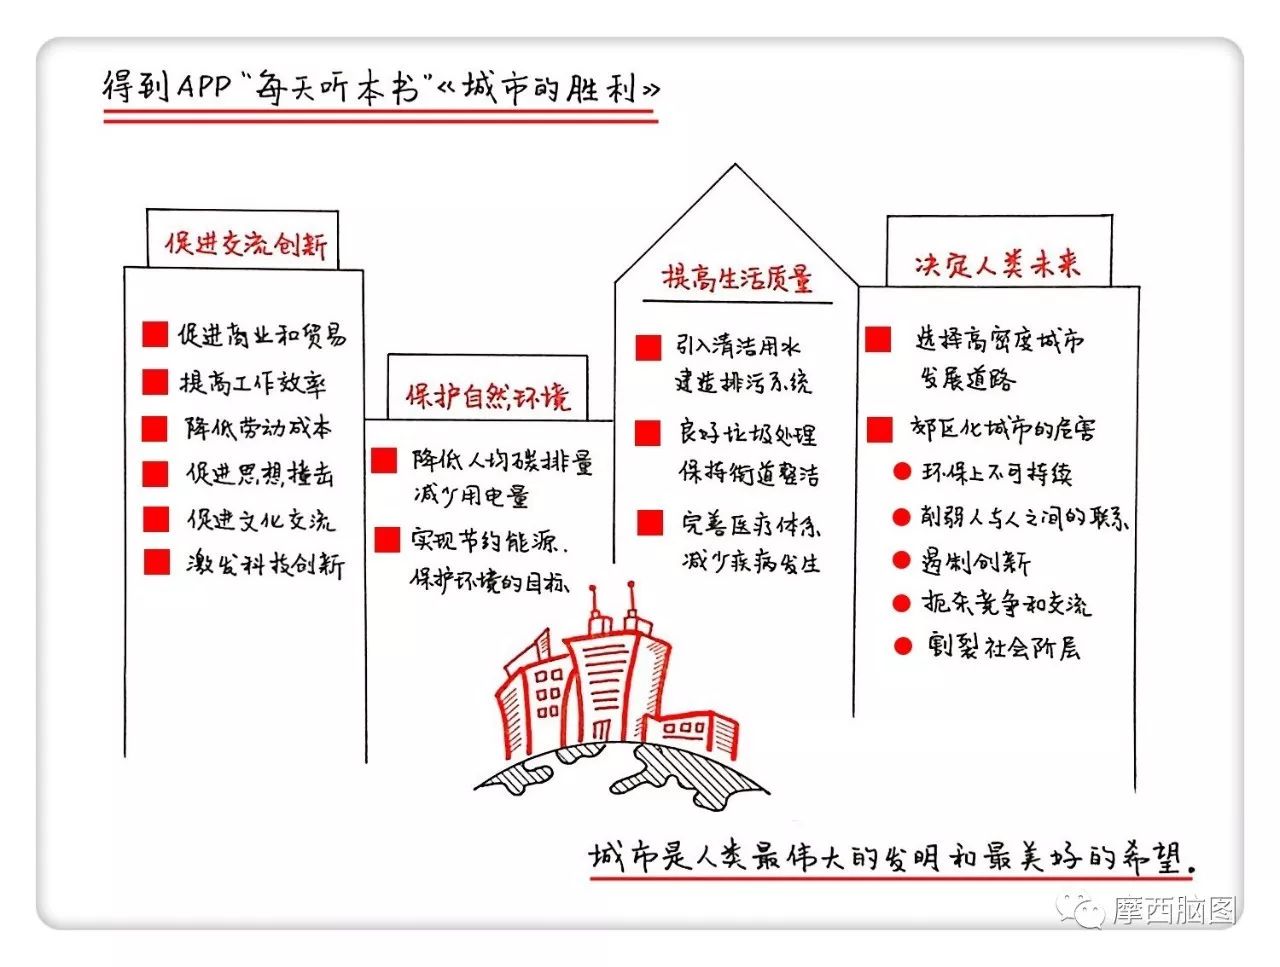 得到APP“每天听本书”《城市的胜利》
促进交流创新
促进商业和贸易
提高工作效率
降低劳动成本
促进思想撞击
促进文化交流
激发科技创新
保护自然环境
降低人均碳排量
减少用电量
实现节约能源.
保护环境的目标
提高生活质量
引入清洁用水
建造排污系统
良好垃圾处理
保持街道整洁
完善医疗体系
减少疾病发生
决定人类未来
选择高密度城市
发展道路
郊区化城市的危害
环保上不可持续
削弱人与人之间的联系
遏制创新
扼杀竞争和交流
割裂社会阶层
城市是人类最伟大的发明和最美好的希望.
摩西脑图